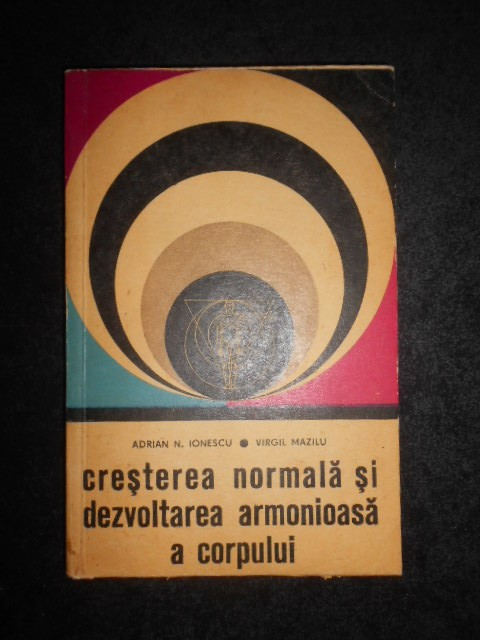 ADRIAN N. IONESCU ● VIRGIL MAZILU
creşterea normală şi
dezvoltarea armonioasă
a corpului